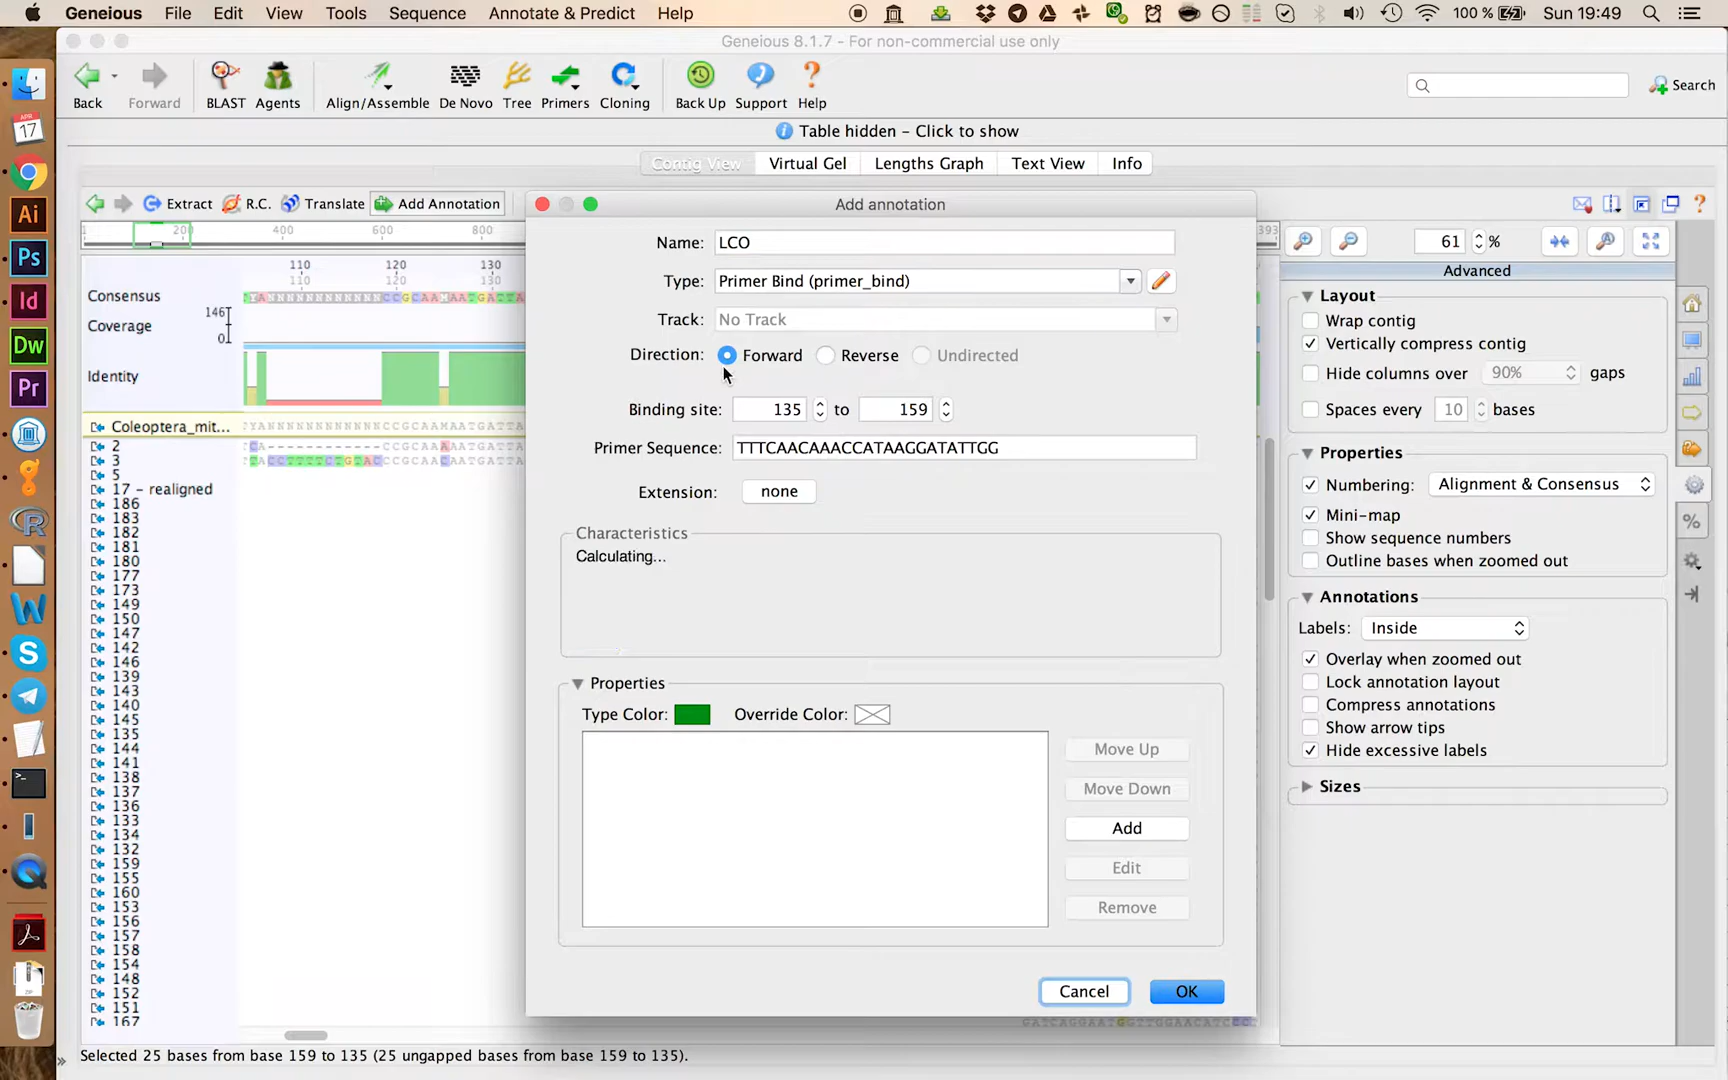 Geneious File Edit View Tools Sequence Annotate & Predict Help 100 % Sun 19:49
Geneious 8.1.7 - For non-commercial use only
Back Forward BLAST Agents Align/Assemble De Novo Tree Primers Cloning Back Up Support Help Search
Table hidden - Click to show
Contig View Virtual Gel Lengths Graph Text View Info
Extract R.C. Translate Add Annotation
Add annotation
200 400 600 800
61 %
Name: LCO
Type: Primer Bind (primer_bind)
Track: No Track
Direction: Forward Reverse Undirected
Binding site: 135 to 159
Primer Sequence: TTTCAACAAACCATAAGGATATTGG
Extension: none
Characteristics
Calculating...
Properties
Type Color: Override Color:
Move Up
Move Down
Add
Edit
Remove
Cancel OK
110 120 130
110 120 130
Consensus
Coverage 146
0
Identity
Coleoptera_mit...
2
3
5
17 - realigned
186
183
182
181
180
177
173
149
150
147
142
146
139
143
140
145
135
144
141
138
137
136
133
134
132
159
155
160
153
156
157
158
154
148
152
151
167
Advanced
Layout
Wrap contig
Vertically compress contig
Hide columns over 90% gaps
Spaces every 10 bases
Properties
Numbering: Alignment & Consensus
Mini-map
Show sequence numbers
Outline bases when zoomed out
Annotations
Labels: Inside
Overlay when zoomed out
Lock annotation layout
Compress annotations
Show arrow tips
Hide excessive labels
Sizes
Selected 25 bases from base 159 to 135 (25 ungapped bases from base 159 to 135).
APR
17
Ai
Ps
Id
Dw
Pr